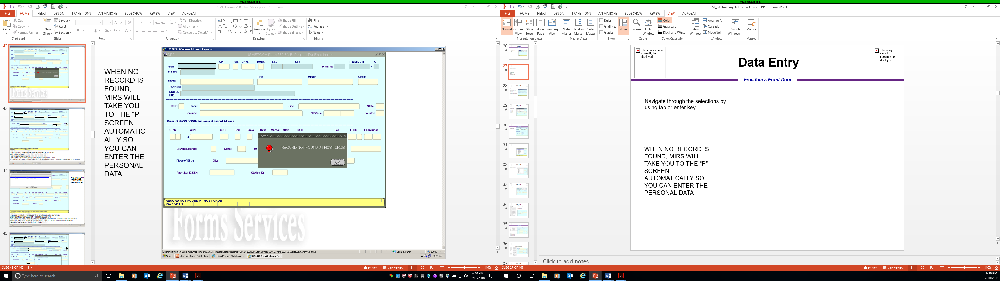 UNCLASSIFIED
USMC Liaison MIRS Trng Slides.pptx - PowerPoint
FILE HOME INSERT DESIGN TRANSITIONS ANIMATIONS SLIDE SHOW REVIEW VIEW ACROBAT
Paste
Cut
Copy
Format Painter
Clipboard
New Slide
Layout
Reset
Section
Slides
Font
Text Direction
Align Text
Convert to SmartArt
Paragraph
Arrange
Quick Styles
Shape Fill
Shape Outline
Shape Effects
Drawing
Find
Replace
Select
Editing
42
43
44
45
WHEN NO
RECORD IS
FOUND,
MIRS WILL
TAKE YOU
TO THE “P”
SCREEN
AUTOMATIC
ALLY SO
YOU CAN
ENTER THE
PERSONAL
DATA
USMIRS - Windows Internet Explorer
USMEPCOM Form 680-3A-E, Request For Examination
SPF PMS DAYS DMDC SSC SS# P A M D E H O
SSN: P-MEPS:
P-SSN:
First Middle Suffix
NAME:
P-LNAME:
STATUS LINE:
TYPE: Street: City: State:
County: ZIP Code: Country:
Press <ARROW DOWN> For Home of Record Address
CTZN ARN COC Sex Racial Ethnic Marital #Dep DOB Rel EDUC F Language
A
Forms
RECORD NOT FOUND AT HOST CRDB
OK
Drivers License: State: #:
Place of Birth: City:
Recruiter ID/SSN: Station ID:
RECORD NOT FOUND AT HOST CRDB
Record: 1/1 ... ...
Forms Services
Local intranet 100%
Start Microsoft PowerPoint - [... Using Multiple Slide Mast... USMIRS - Windows In... 9:29 AM
SLIDE 42 OF 103 NOTES COMMENTS 114%
Type here to search
6:10 PM
7/10/2018
UNCLASSIFIED
SL_GC Training Slides v1 with notes.PPTX - PowerPoint
FILE HOME INSERT DESIGN TRANSITIONS ANIMATIONS SLIDE SHOW REVIEW VIEW ACROBAT
Normal
Outline View
Slide Sorter
Notes Page
Reading View
Presentation Views
Slide Master
Handout Master
Notes Master
Master Views
Ruler
Gridlines
Guides
Show
Notes
Zoom
Fit to Window
Zoom
Color
Grayscale
Black and White
Color/Grayscale
New Window
Arrange All
Cascade
Move Split
Switch Windows
Window
Macros
Macros
26
27
28
29
30
31
32
33
34
35
36
37
This image cannot currently be displayed.
Data Entry
This image cannot currently be displayed.
Freedom’s Front Door
Navigate through the selections by
using tab or enter key
WHEN NO RECORD IS
FOUND, MIRS WILL
TAKE YOU TO THE “P”
SCREEN
AUTOMATICALLY SO
YOU CAN ENTER THE
PERSONAL DATA
Click to add notes
SLIDE 27 OF 107 NOTES COMMENTS 110%
6:10 PM
7/10/2018